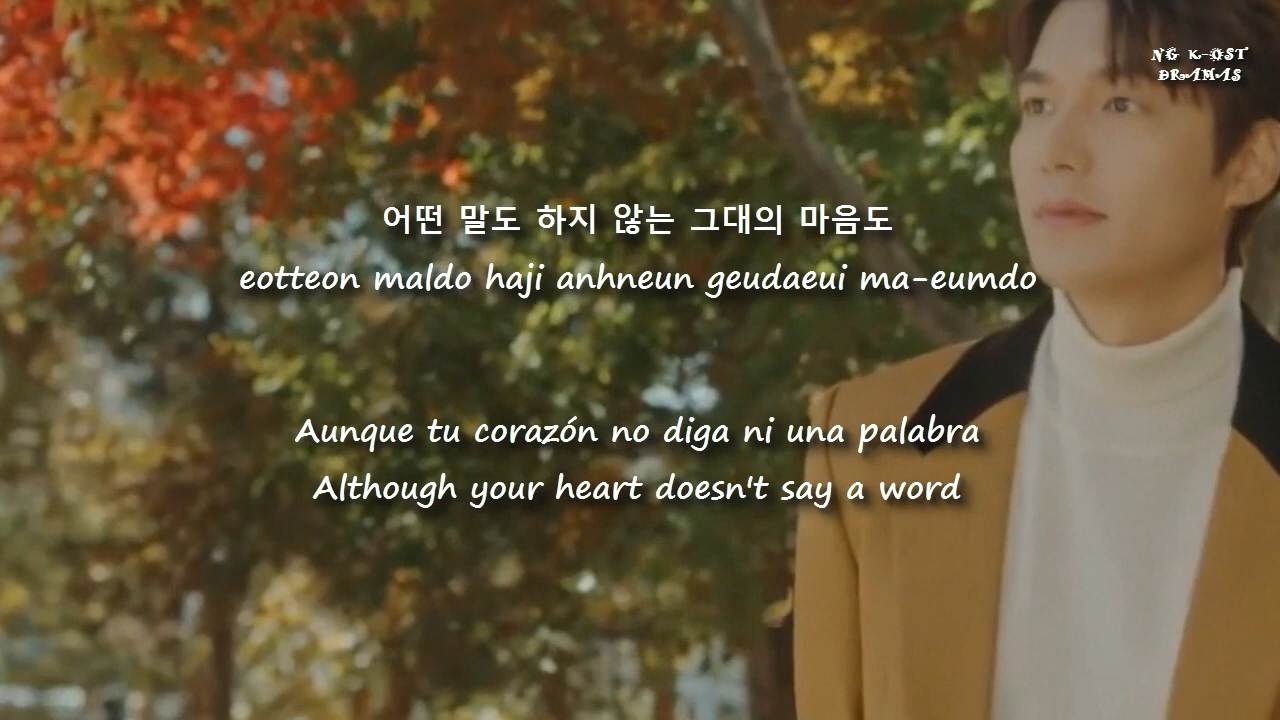 NG K-OST
DRAMAS
어떤 말도 하지 않는 그대의 마음도
eotteon maldo haji anhneun geudaeui ma-eumdo
Aunque tu corazón no diga ni una palabra
Although your heart doesn't say a word